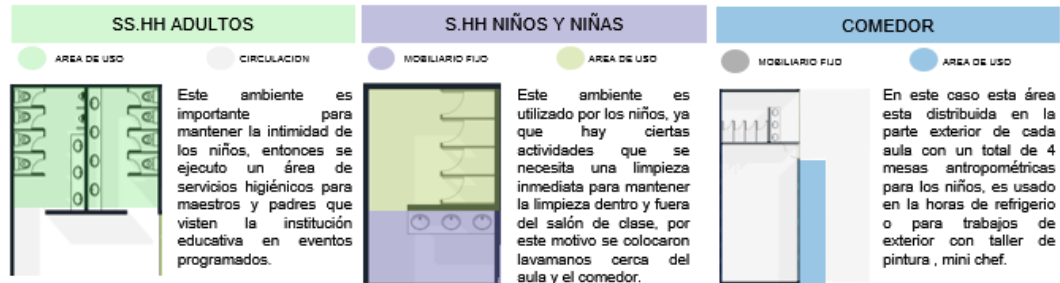 SS.HH ADULTOS
AREA DE USO
CIRCULACION
Este ambiente es
importante para
mantener la intimidad de
los niños, entonces se
ejecuto un área de
servicios higiénicos para
maestros y padres que
visten la institución
educativa en eventos
programados.
S.HH NIÑOS Y NIÑAS
MOBILIARIO FIJO
AREA DE USO
Este ambiente es
utilizado por los niños, ya
que hay ciertas
actividades que se
necesita una limpieza
inmediata para mantener
la limpieza dentro y fuera
del salón de clase, por
este motivo se colocaron
lavamanos cerca del
aula y el comedor.
COMEDOR
MOBILIARIO FIJO
AREA DE USO
En este caso esta área
esta distribuida en la
parte exterior de cada
aula con un total de 4
mesas antropométricas
para los niños, es usado
en la horas de refrigerio
o para trabajos de
exterior con taller de
pintura , mini chef.